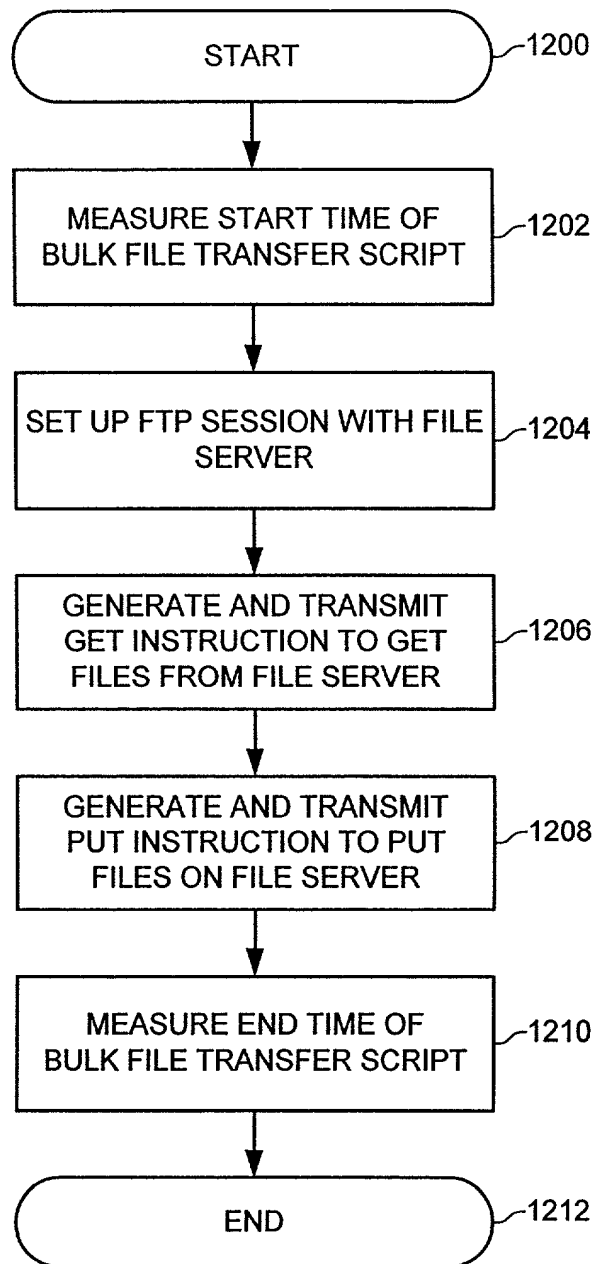 START
1200
MEASURE START TIME OF
BULK FILE TRANSFER SCRIPT
1202
SET UP FTP SESSION WITH FILE
SERVER
1204
GENERATE AND TRANSMIT
GET INSTRUCTION TO GET
FILES FROM FILE SERVER
1206
GENERATE AND TRANSMIT
PUT INSTRUCTION TO PUT
FILES ON FILE SERVER
1208
MEASURE END TIME OF
BULK FILE TRANSFER SCRIPT
1210
END
1212